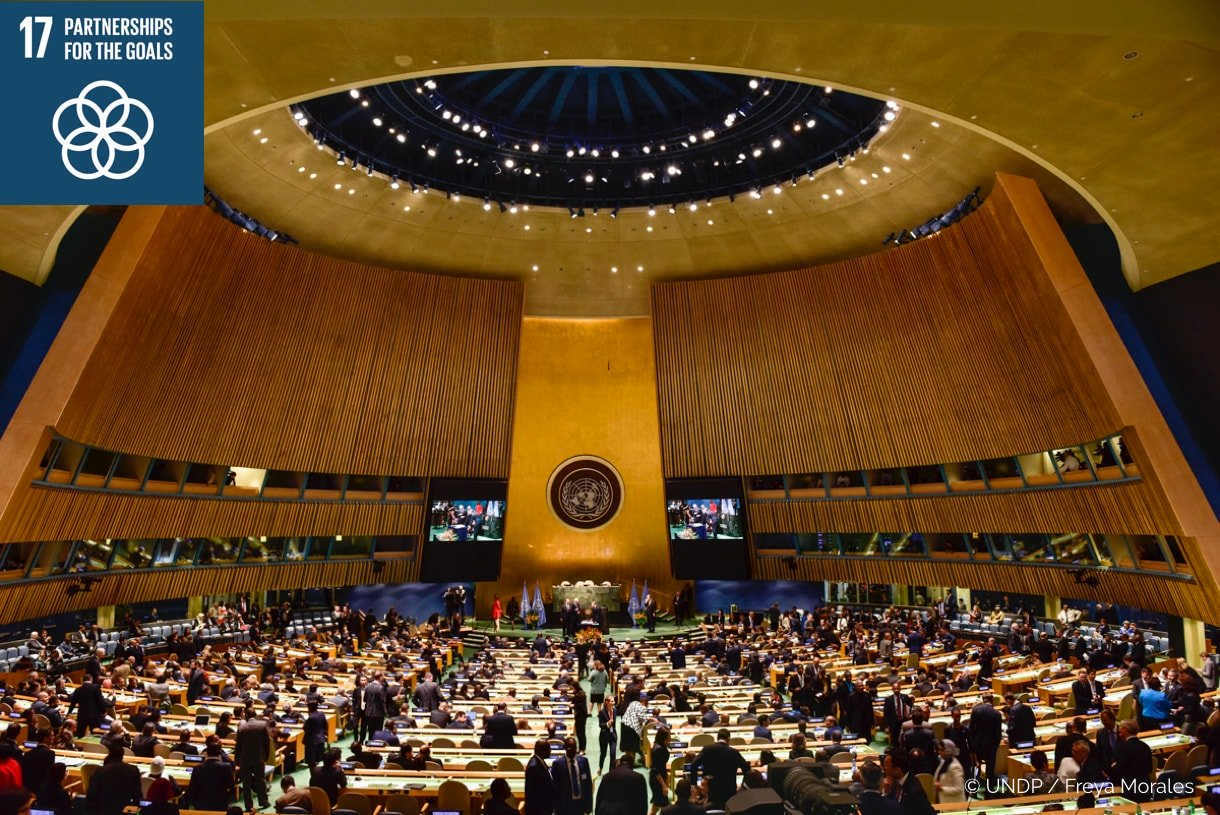 17 PARTNERSHIPS
FOR THE GOALS
© UNDP / Freya Morales